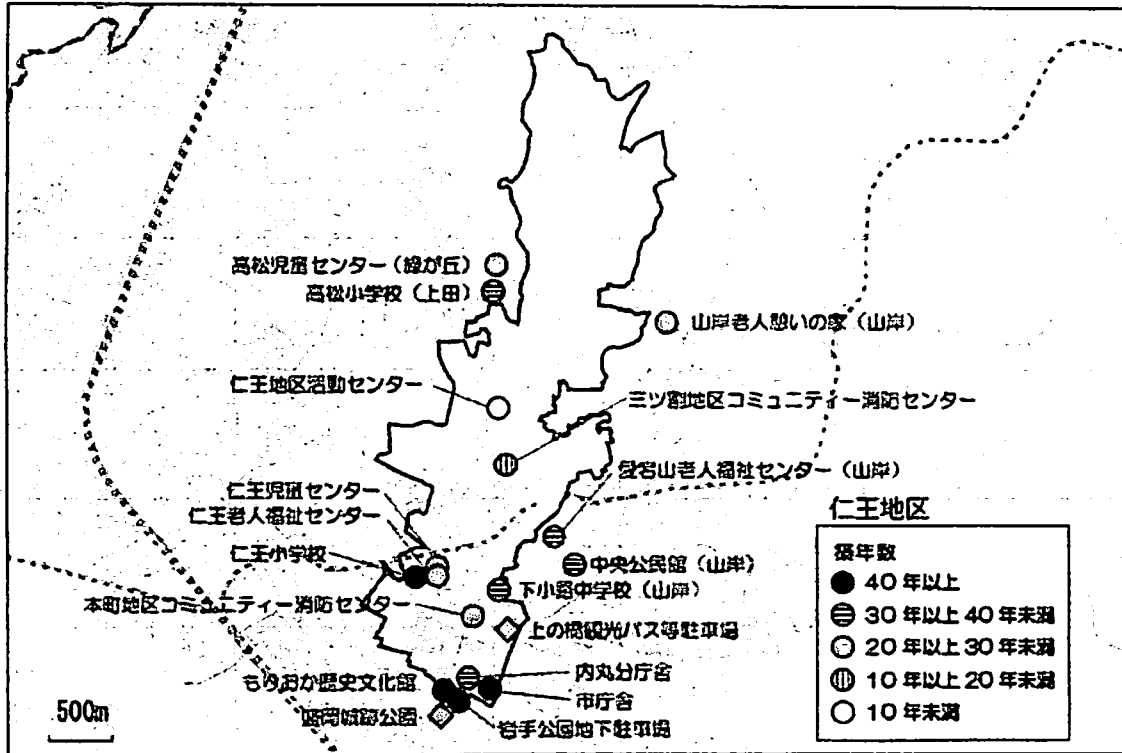 高松児童センター（緑が丘）
高松小学校（上田）
山岸老人憩いの家（山岸）
仁王地区活動センター
三ツ割地区コミュニティー消防センター
愛宕山老人福祉センター（山岸）
仁王児童センター
仁王老人福祉センター
仁王小学校
中央公民館（山岸）
下小路中学校（山岸）
本町地区コミュニティー消防センター
上の橋観光バス等駐車場
もりおか歴史文化館
内丸分庁舎
市庁舎
盛岡城跡公園
岩手公園地下駐車場
500m
仁王地区
築年数
40年以上
30年以上40年未満
20年以上30年未満
10年以上20年未満
10年未満